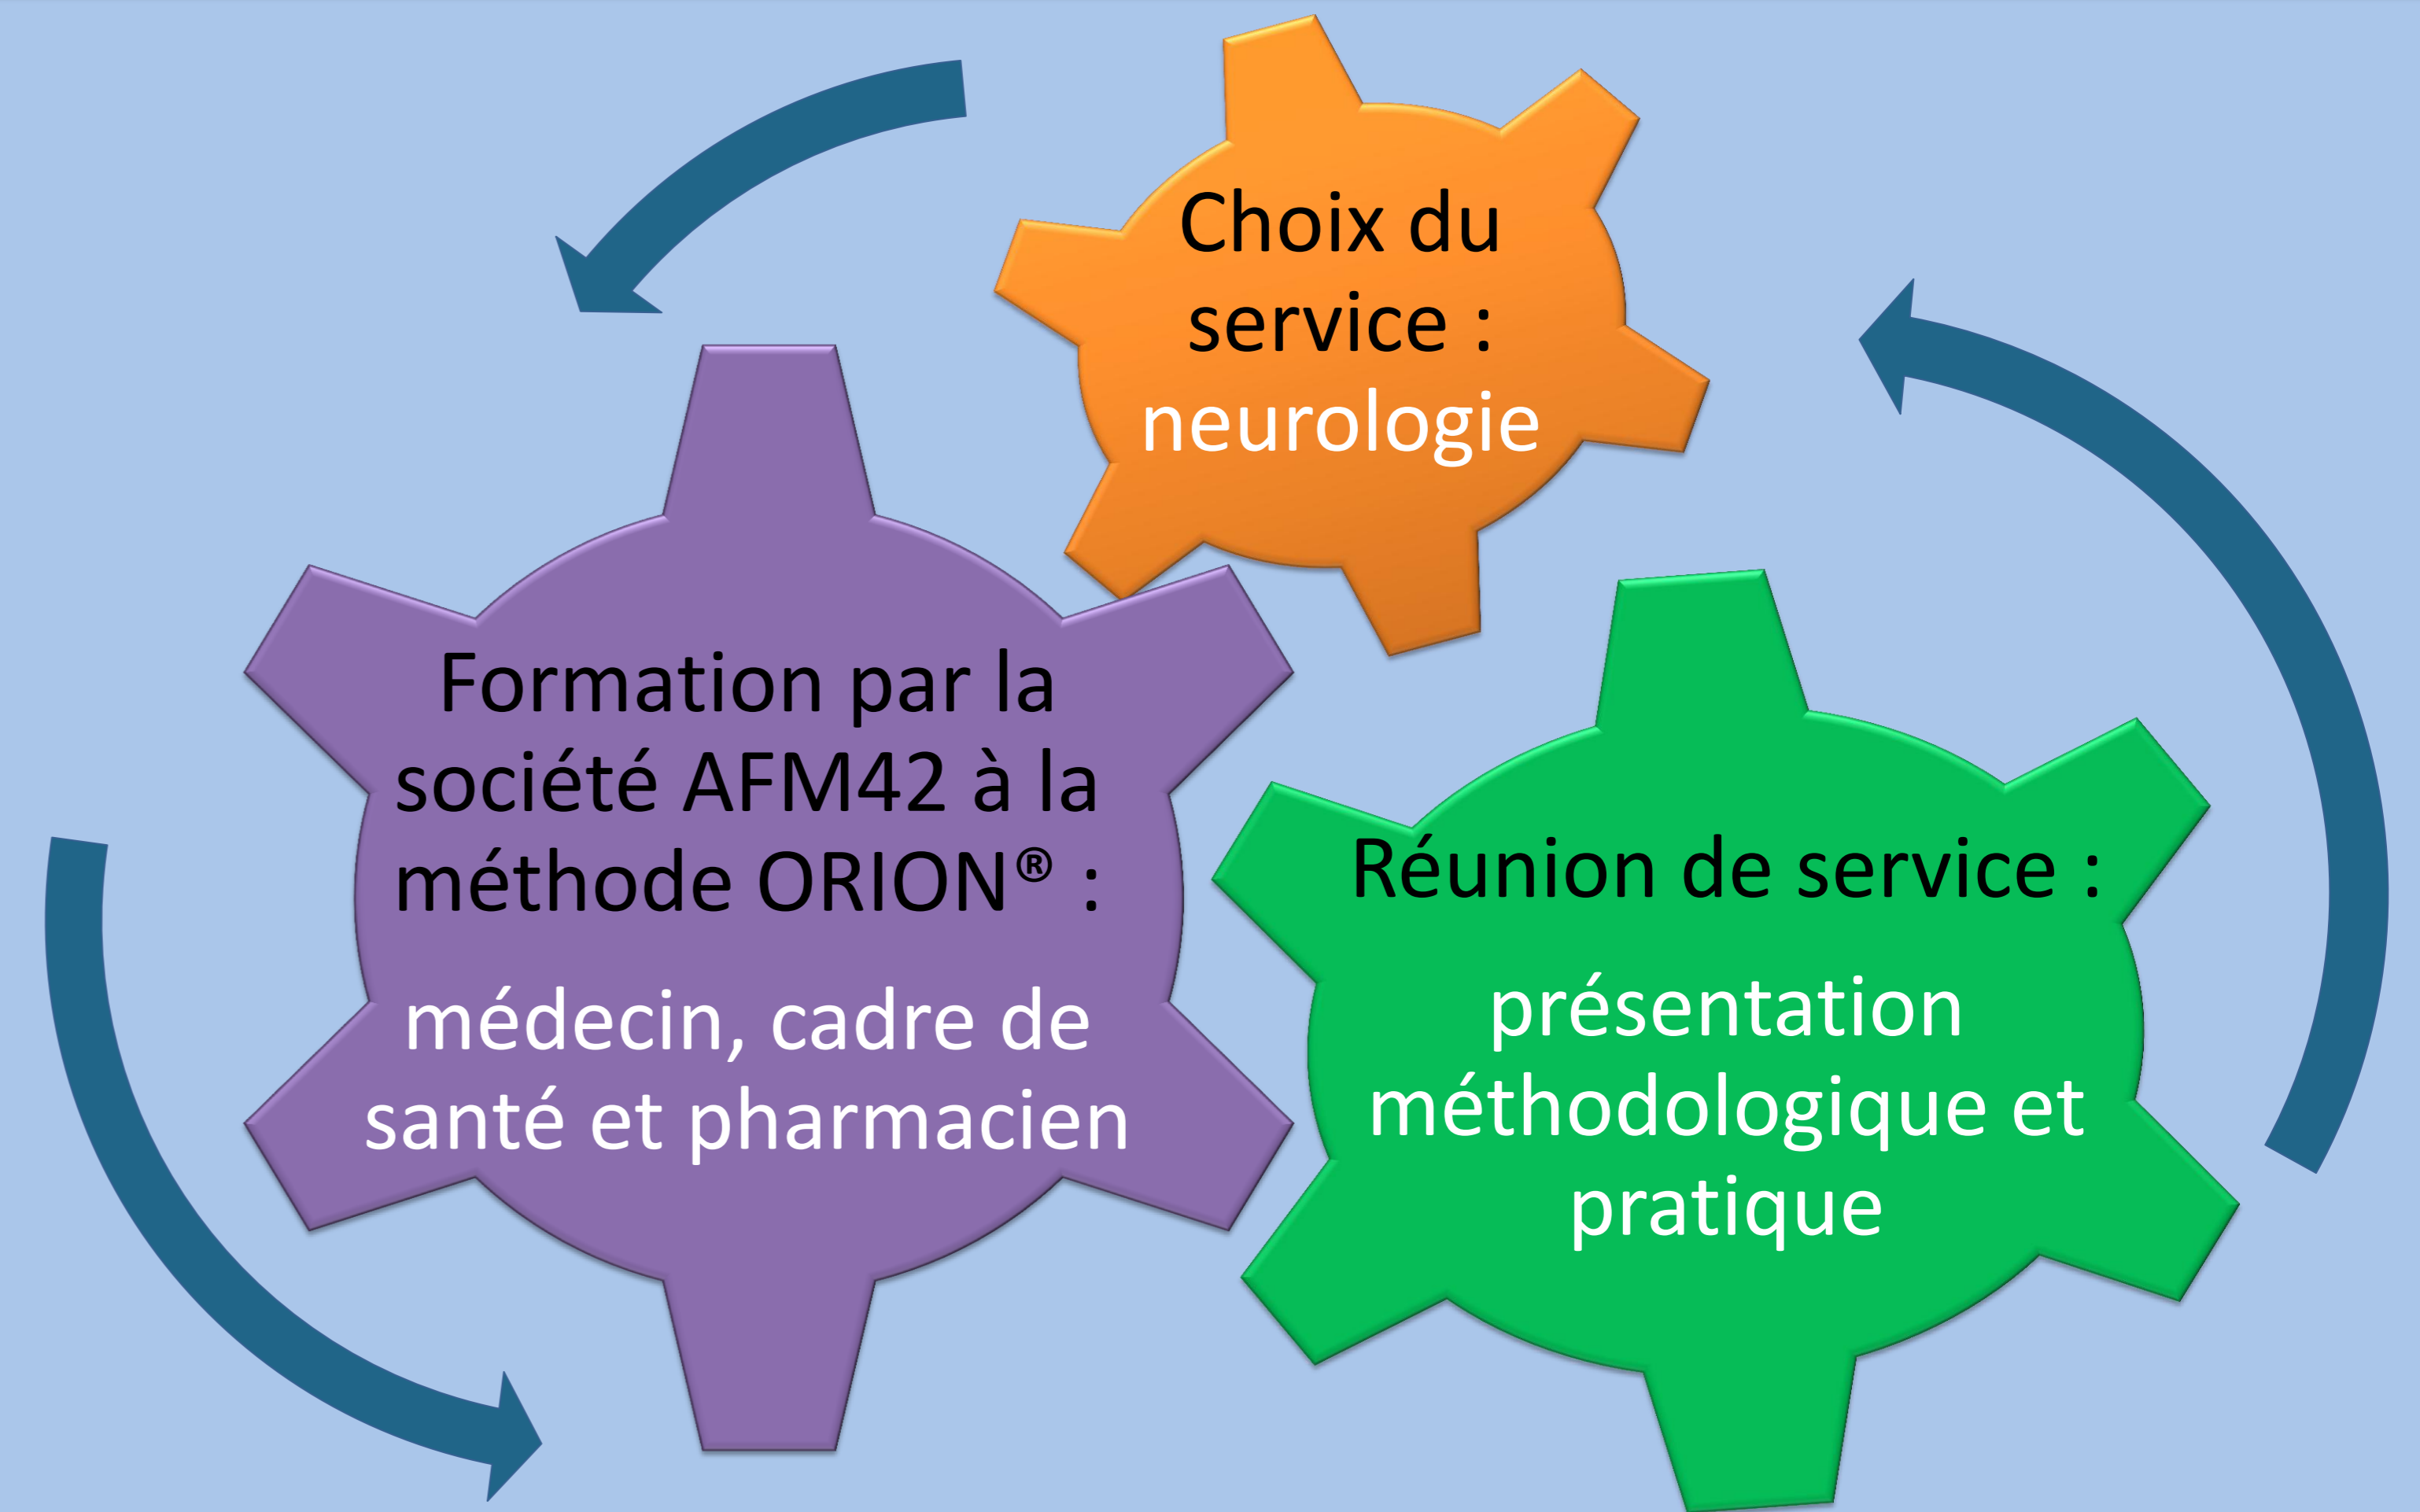 Choix du
service :
neurologie
Formation par la
société AFM42 à la
méthode ORION® :
médecin, cadre de
santé et pharmacien
Réunion de service :
présentation
méthodologique et
pratique